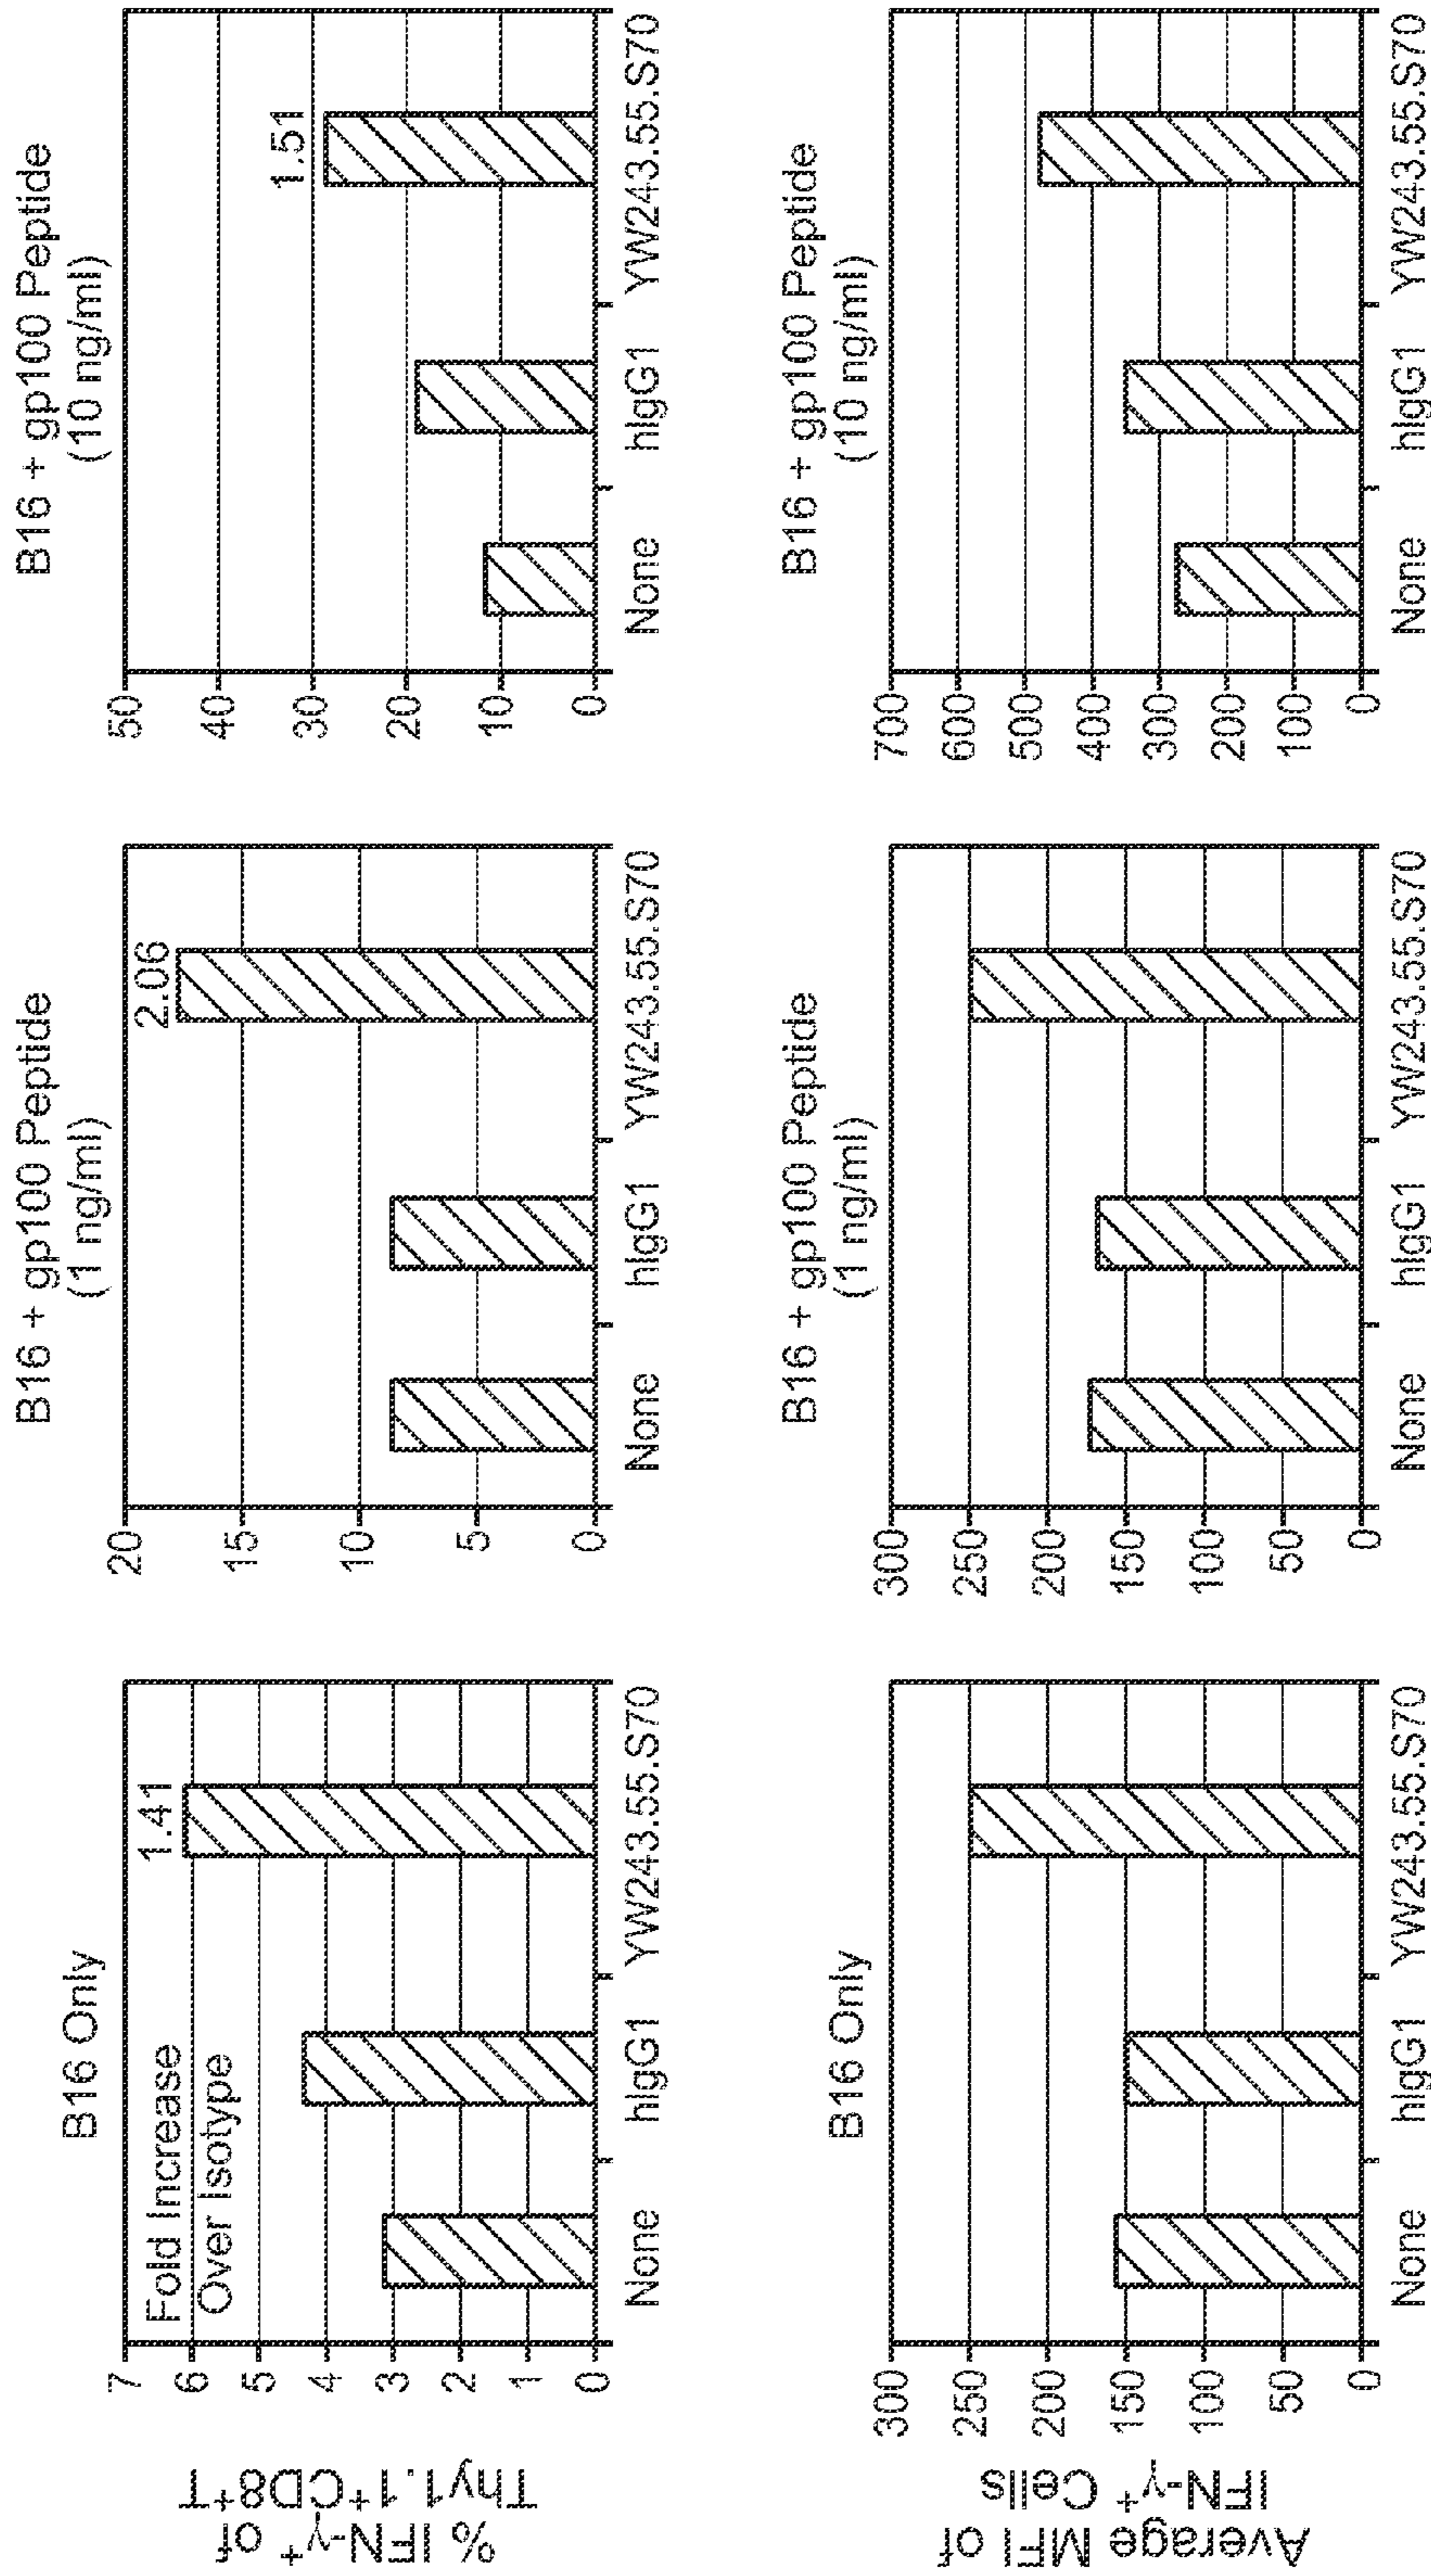 % IFN-γ+ of
Thy1.1+CD8+T
B16 Only
Fold Increase
Over Isotype
7
6
5
4
3
2
1
0
1.41
None hIgG1 YW243.55.S70
B16 + gp100 Peptide
(1 ng/ml)
20
15
10
5
0
2.06
None hIgG1 YW243.55.S70
B16 + gp100 Peptide
(10 ng/ml)
50
40
30
20
10
0
1.51
None hIgG1 YW243.55.S70
Average MFI of
IFN-γ+ Cells
B16 Only
300
250
200
150
100
50
0
None hIgG1 YW243.55.S70
B16 + gp100 Peptide
(1 ng/ml)
300
250
200
150
100
50
0
None hIgG1 YW243.55.S70
B16 + gp100 Peptide
(10 ng/ml)
700
600
500
400
300
200
100
0
None hIgG1 YW243.55.S70